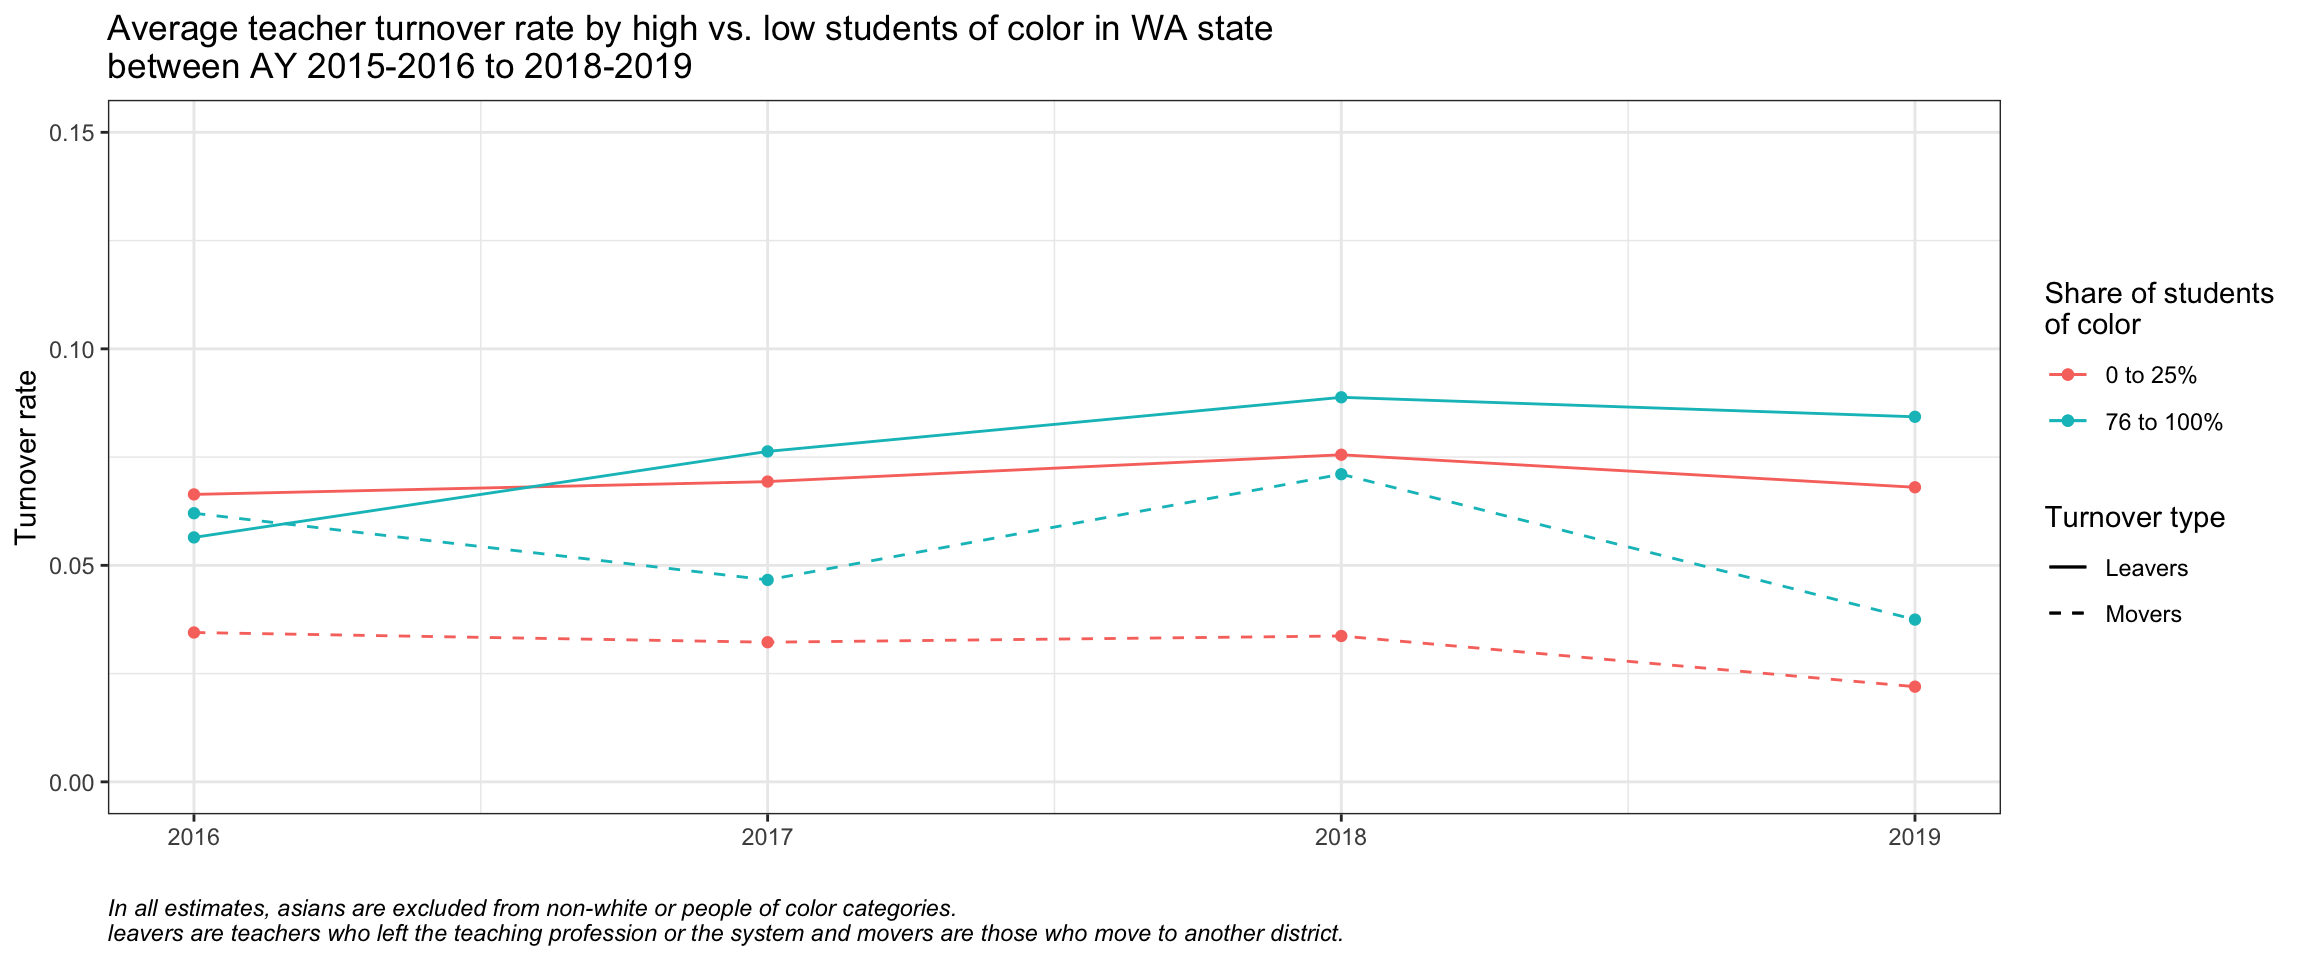 Average teacher turnover rate by high vs. low students of color in WA state
between AY 2015-2016 to 2018-2019
0.15
0.10
0.05
0.00
Turnover rate
2016
2017
2018
2019
Share of students
of color
0 to 25%
76 to 100%
Turnover type
Leavers
Movers
In all estimates, asians are excluded from non-white or people of color categories.
leavers are teachers who left the teaching profession or the system and movers are those who move to another district.